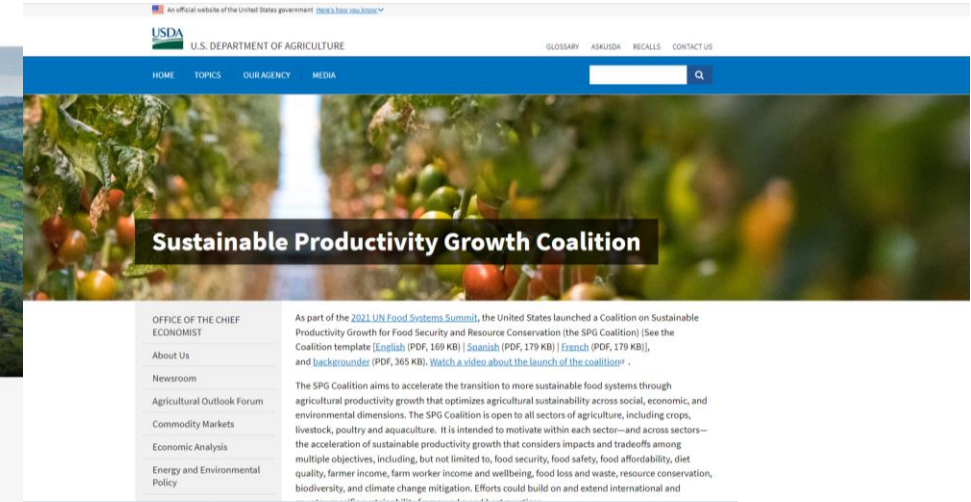 An official website of the United States government Here's how you know
USDA
U.S. DEPARTMENT OF AGRICULTURE
GLOSSARY ASKUSDA RECALLS CONTACT US
HOME TOPICS OUR AGENCY MEDIA
Sustainable Productivity Growth Coalition
OFFICE OF THE CHIEF
ECONOMIST
About Us
Newsroom
Agricultural Outlook Forum
Commodity Markets
Economic Analysis
Energy and Environmental
Policy
As part of the 2021 UN Food Systems Summit, the United States launched a Coalition on Sustainable
Productivity Growth for Food Security and Resource Conservation (the SPG Coalition) (See the
Coalition template [English (PDF, 169 KB) | Spanish (PDF, 179 KB) | French (PDF, 179 KB)],
and backgrounder (PDF, 365 KB). Watch a video about the launch of the coalition .
The SPG Coalition aims to accelerate the transition to more sustainable food systems through
agricultural productivity growth that optimizes agricultural sustainability across social, economic, and
environmental dimensions. The SPG Coalition is open to all sectors of agriculture, including crops,
livestock, poultry and aquaculture. It is intended to motivate within each sector—and across sectors—
the acceleration of sustainable productivity growth that considers impacts and tradeoffs among
multiple objectives, including, but not limited to, food security, food safety, food affordability, diet
quality, farmer income, farm worker income and wellbeing, food loss and waste, resource conservation,
biodiversity, and climate change mitigation. Efforts could build on and extend international and